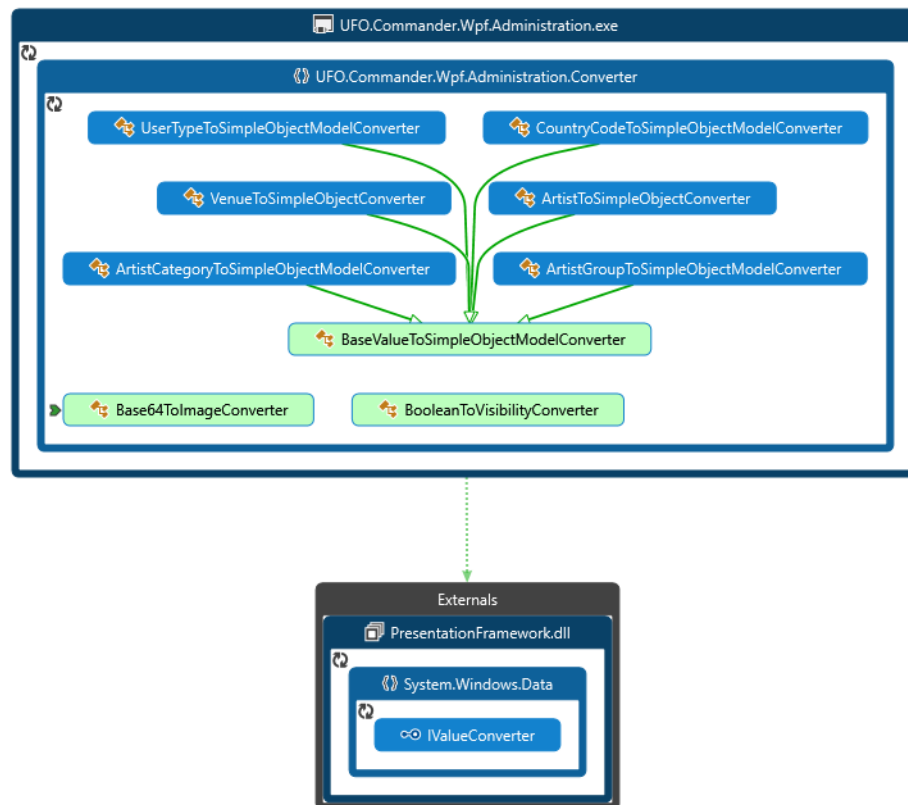 UFO.Commander.Wpf.Administration.exe
UFO.Commander.Wpf.Administration.Converter
UserTypeToSimpleObjectModelConverter
CountryCodeToSimpleObjectModelConverter
VenueToSimpleObjectConverter
ArtistToSimpleObjectConverter
ArtistCategoryToSimpleObjectModelConverter
ArtistGroupToSimpleObjectModelConverter
BaseValueToSimpleObjectModelConverter
Base64ToImageConverter
BooleanToVisibilityConverter
Externals
PresentationFramework.dll
System.Windows.Data
IValueConverter